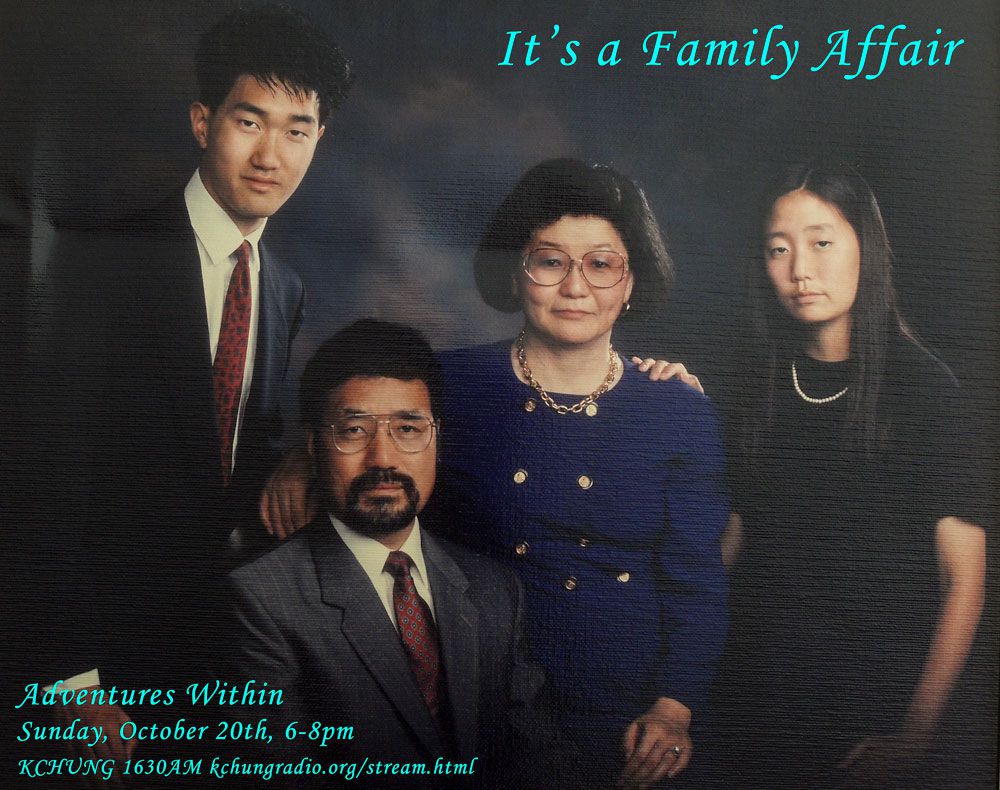 It's a Family Affair
Adventures Within
Sunday, October 20th, 6-8pm
KCHUNG 1630AM kchungradio.org/stream.html